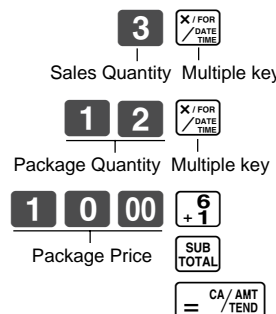 3 X / FOR / DATE TIME
Sales Quantity Multiple key
1 2 X / FOR / DATE TIME
Package Quantity Multiple key
1 0 00 6 + 1
Package Price
SUB TOTAL
= CA / AMT TEND